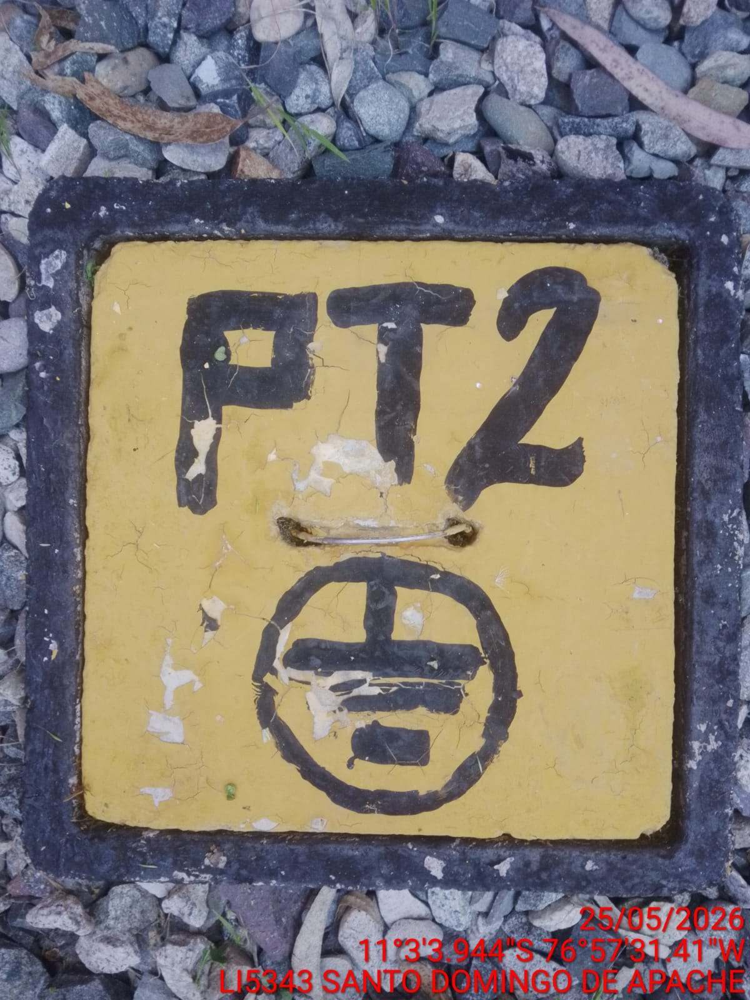 PT2
25/05/2026
11°3'3.944"S 76°57'31.41"W
LI5343 SANTO DOMINGO DE APACHE